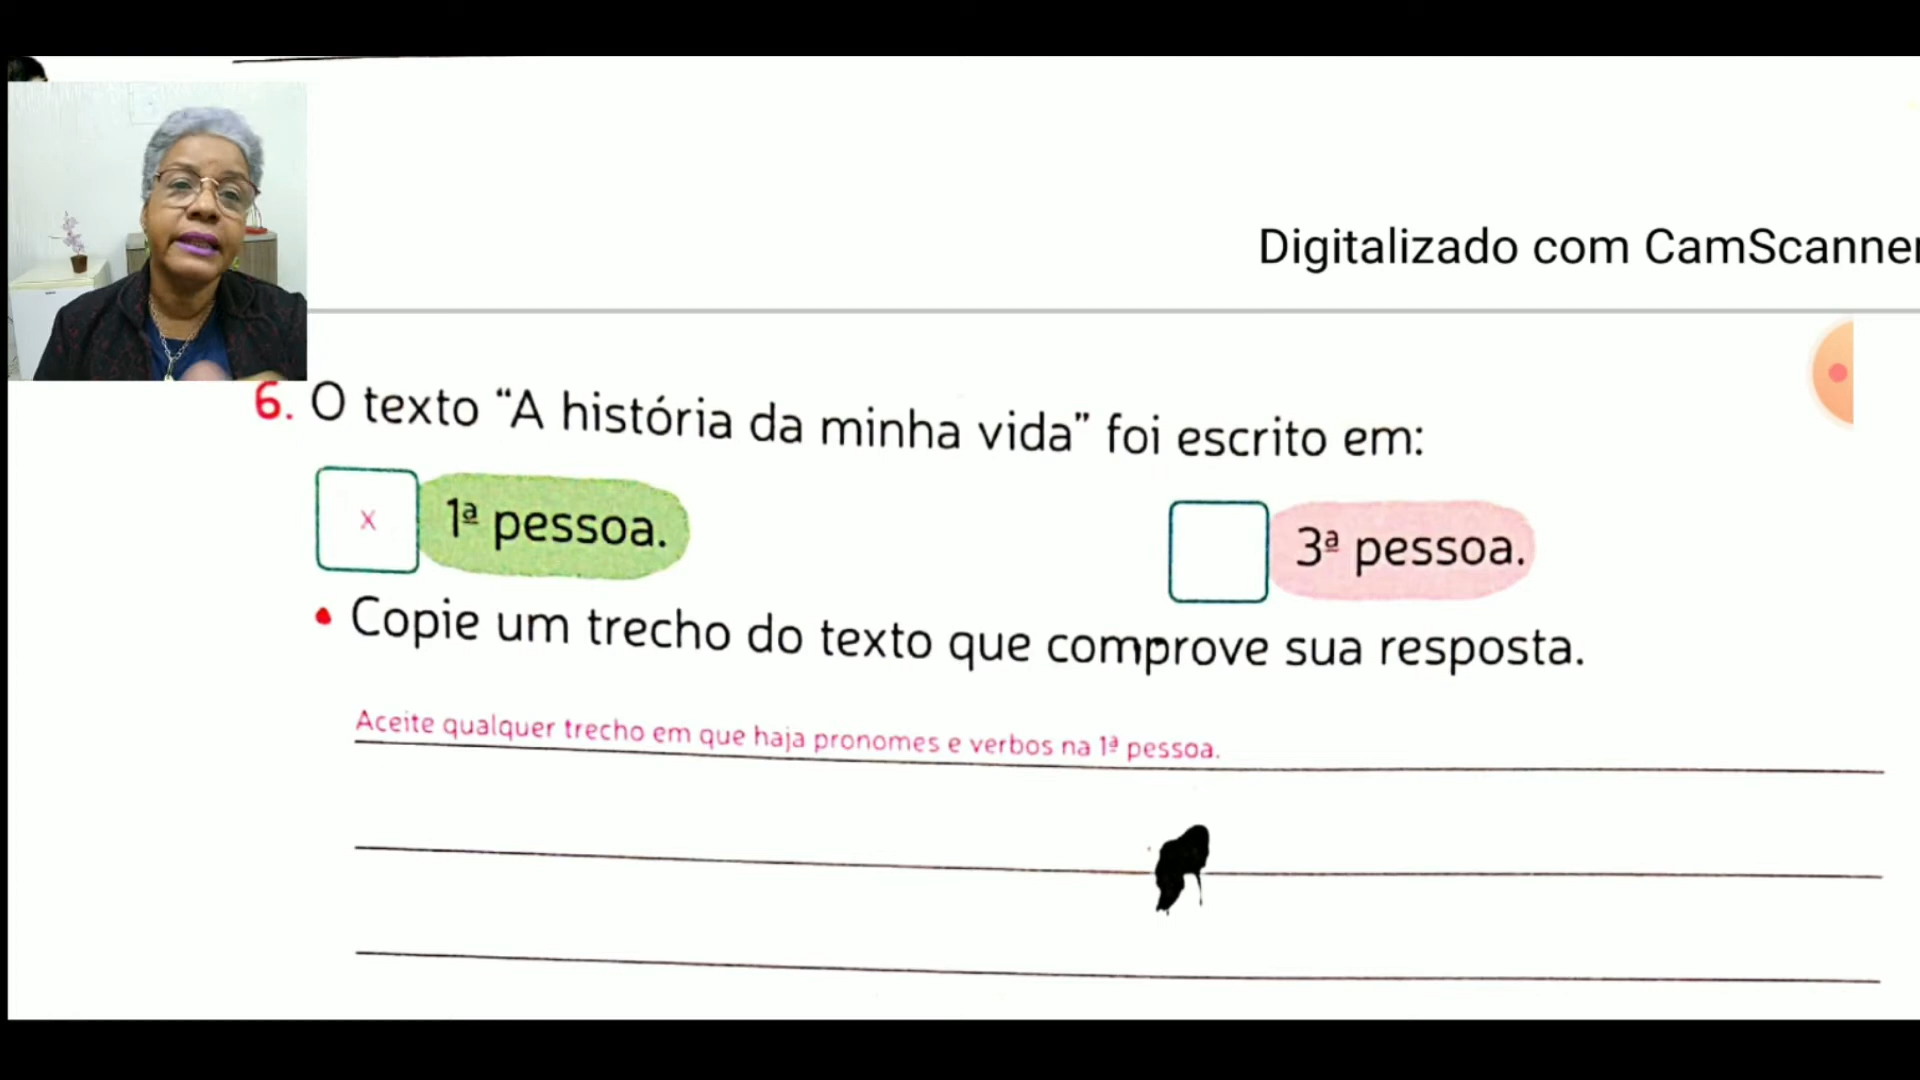 Digitalizado com CamScanner
6. O texto “A história da minha vida” foi escrito em:
x 1ª pessoa. 3ª pessoa.
• Copie um trecho do texto que comprove sua resposta.
Aceite qualquer trecho em que haja pronomes e verbos na 1ª pessoa.